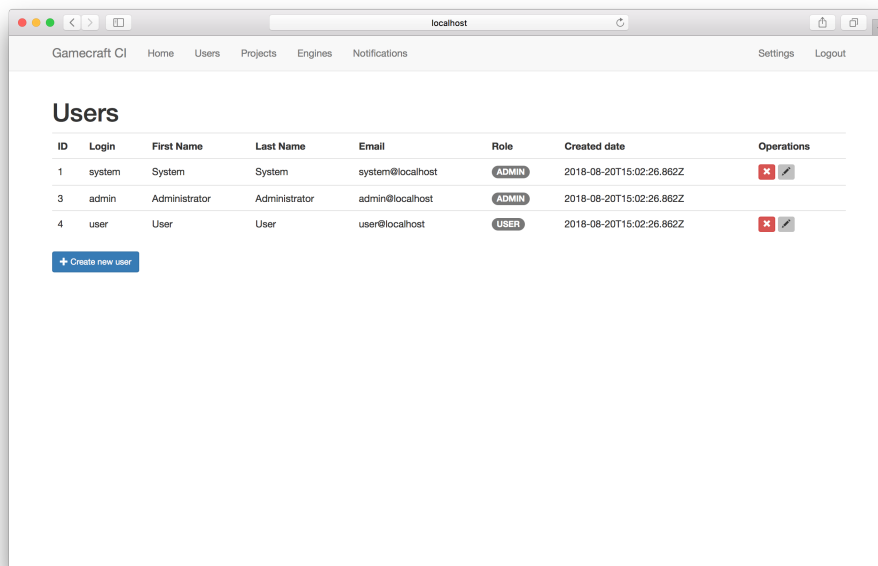 localhost
Gamecraft CI Home Users Projects Engines Notifications Settings Logout
Users
ID Login First Name Last Name Email Role Created date Operations
1 system System System system@localhost ADMIN 2018-08-20T15:02:26.862Z
3 admin Administrator Administrator admin@localhost ADMIN 2018-08-20T15:02:26.862Z
4 user User User user@localhost USER 2018-08-20T15:02:26.862Z
Create new user